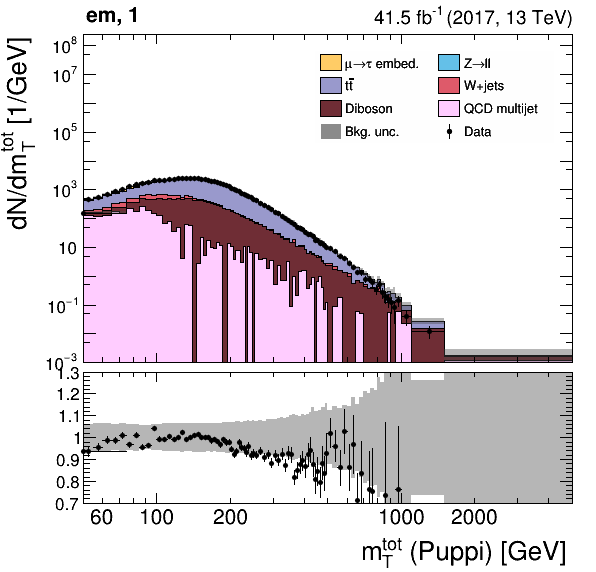 em, 1
41.5 fb⁻¹ (2017, 13 TeV)
dN/dm_T^tot [1/GeV]
10⁸
10⁷
10⁵
10³
10
10⁻¹
10⁻³
μ→τ embed.
Z→ll
tt̄
W+jets
Diboson
QCD multijet
Bkg. unc.
Data
1.3
1.2
1.1
1
0.9
0.8
0.7
60 100 200 1000 2000
m_T^tot (Puppi) [GeV]